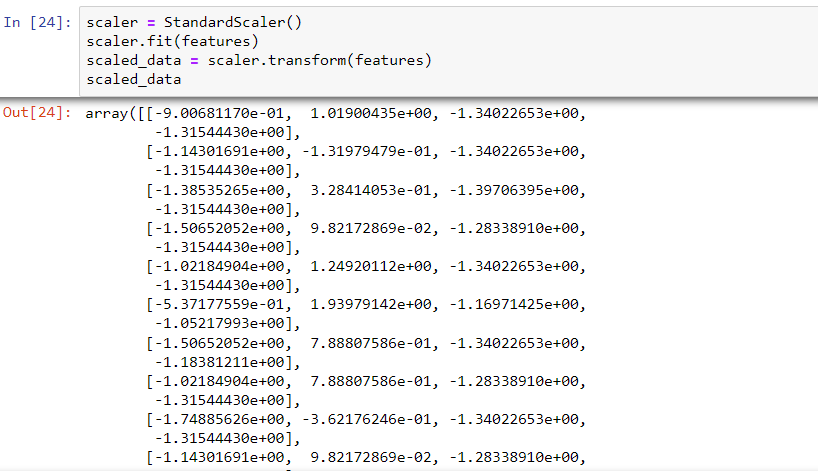 In [24]: scaler = StandardScaler()
scaler.fit(features)
scaled_data = scaler.transform(features)
scaled_data
Out[24]: array([[-9.00681170e-01, 1.01900435e+00, -1.34022653e+00,
-1.31544430e+00],
[-1.14301691e+00, -1.31979479e-01, -1.34022653e+00,
-1.31544430e+00],
[-1.38535265e+00, 3.28414053e-01, -1.39706395e+00,
-1.31544430e+00],
[-1.50652052e+00, 9.82172869e-02, -1.28338910e+00,
-1.31544430e+00],
[-1.02184904e+00, 1.24920112e+00, -1.34022653e+00,
-1.31544430e+00],
[-5.37177559e-01, 1.93979142e+00, -1.16971425e+00,
-1.05217993e+00],
[-1.50652052e+00, 7.88807586e-01, -1.34022653e+00,
-1.18381211e+00],
[-1.02184904e+00, 7.88807586e-01, -1.28338910e+00,
-1.31544430e+00],
[-1.74885626e+00, -3.62176246e-01, -1.34022653e+00,
-1.31544430e+00],
[-1.14301691e+00, 9.82172869e-02, -1.28338910e+00,